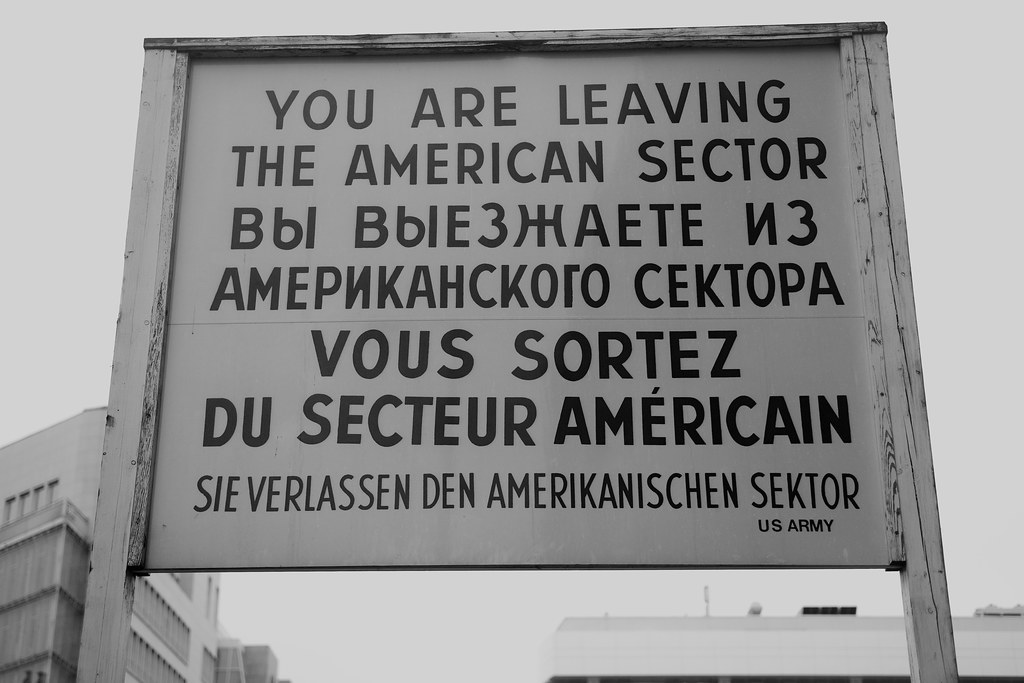 YOU ARE LEAVING
THE AMERICAN SECTOR
ВЫ ВЫЕЗЖАЕТЕ ИЗ
АМЕРИКАНСКОГО СЕКТОРА
VOUS SORTEZ
DU SECTEUR AMÉRICAIN
SIE VERLASSEN DEN AMERIKANISCHEN SEKTOR
US ARMY